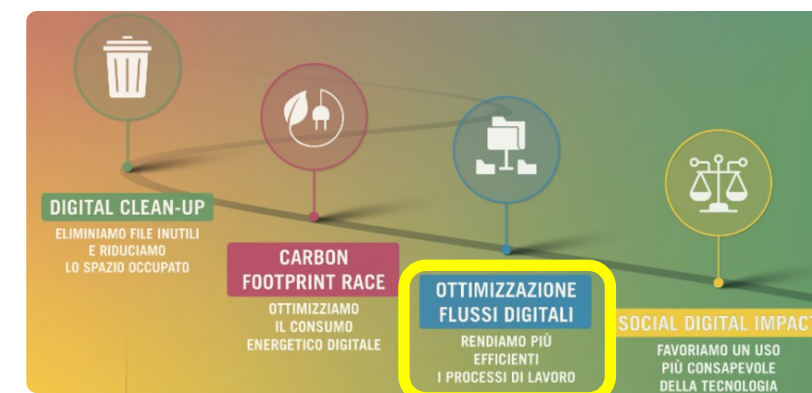 DIGITAL CLEAN-UP
ELIMINIAMO FILE INUTILI
E RIDUCIAMO
LO SPAZIO OCCUPATO
CARBON
FOOTPRINT RACE
OTTIMIZZIAMO
IL CONSUMO
ENERGETICO DIGITALE
OTTIMIZZAZIONE
FLUSSI DIGITALI
RENDIAMO PIÙ
EFFICIENTI
I PROCESSI DI LAVORO
SOCIAL DIGITAL IMPACT
FAVORIAMO UN USO
PIÙ CONSAPEVOLE
DELLA TECNOLOGIA